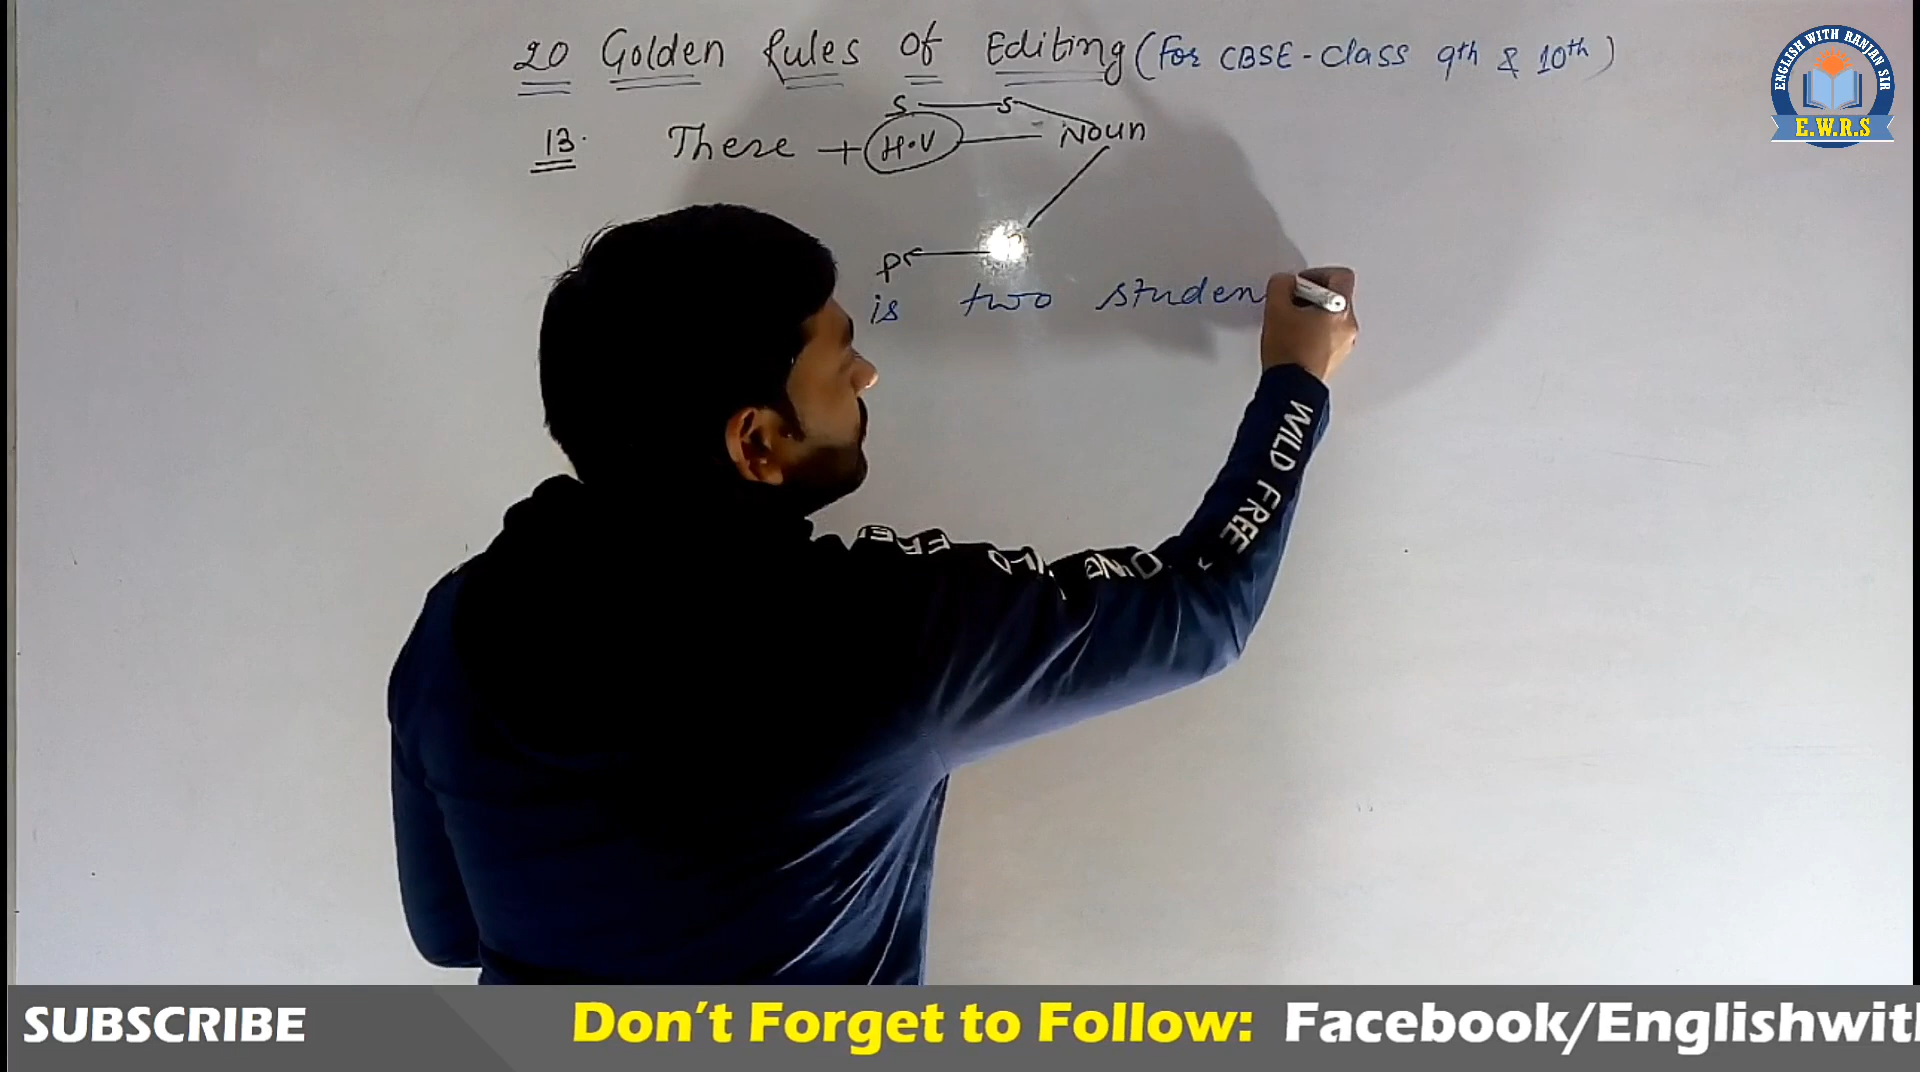 20 Golden Rules of Editing (For CBSE - Class 9th & 10th)
ENGLISH WITH RANJAN SIR
E.W.R.S
S S
13. There + H.V Noun
P
is two studen
WILD FREE
SUBSCRIBE Don't Forget to Follow: Facebook/Englishwit